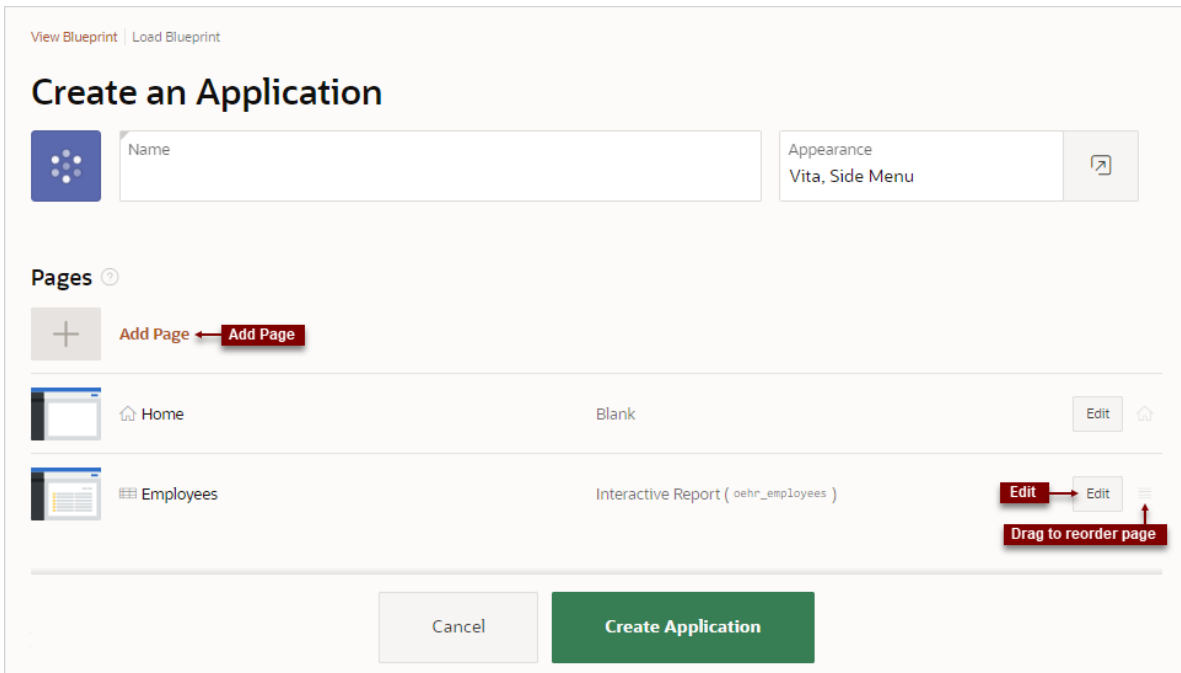 View Blueprint | Load Blueprint
Create an Application
Name
Appearance
Vita, Side Menu
Pages ?
Add Page Add Page
Home Blank Edit
Employees Interactive Report ( oehr_employees ) Edit Edit
Drag to reorder page
Cancel Create Application